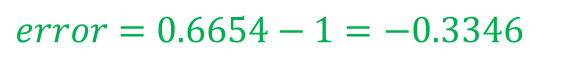 error = 0.6654 − 1 = −0.3346